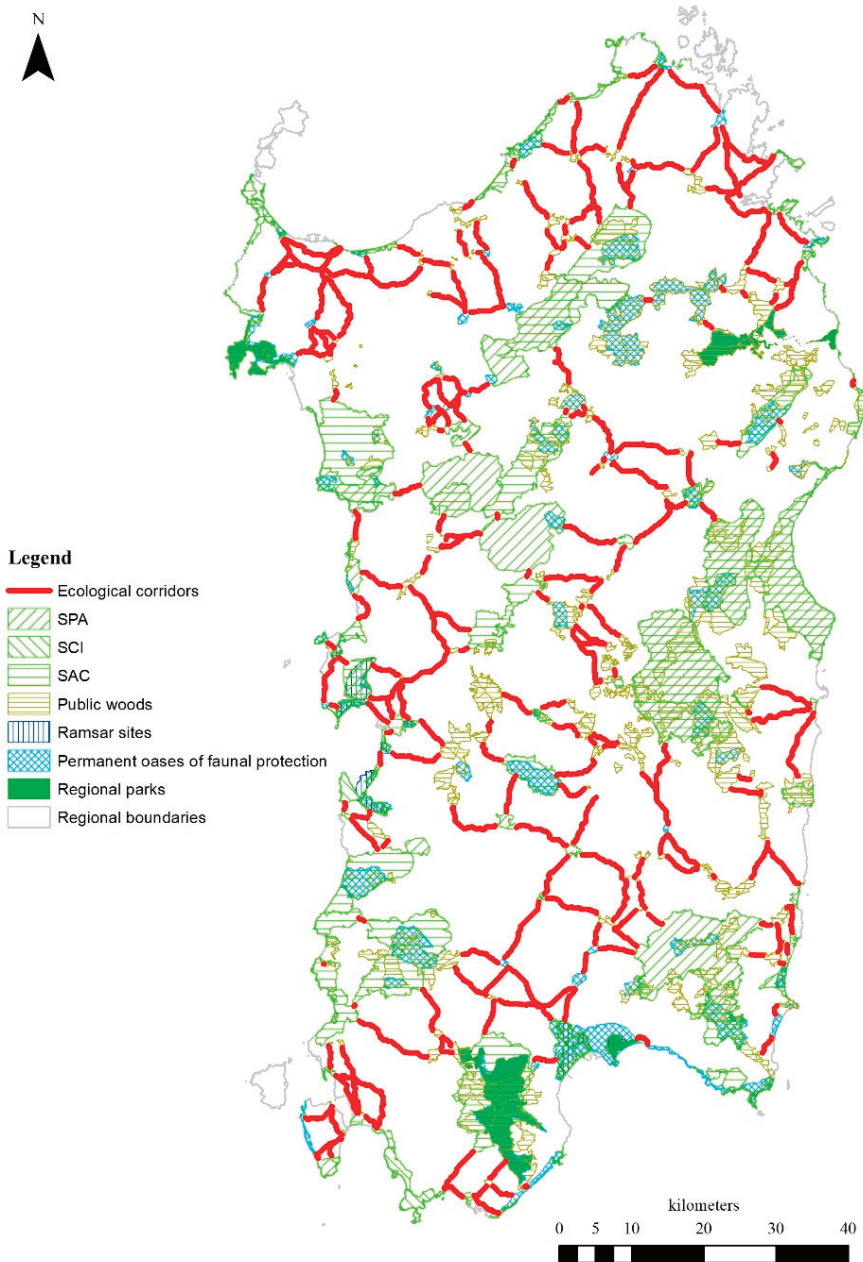 N
Legend
Ecological corridors
SPA
SCI
SAC
Public woods
Ramsar sites
Permanent oases of faunal protection
Regional parks
Regional boundaries
kilometers
0 5 10 20 30 40